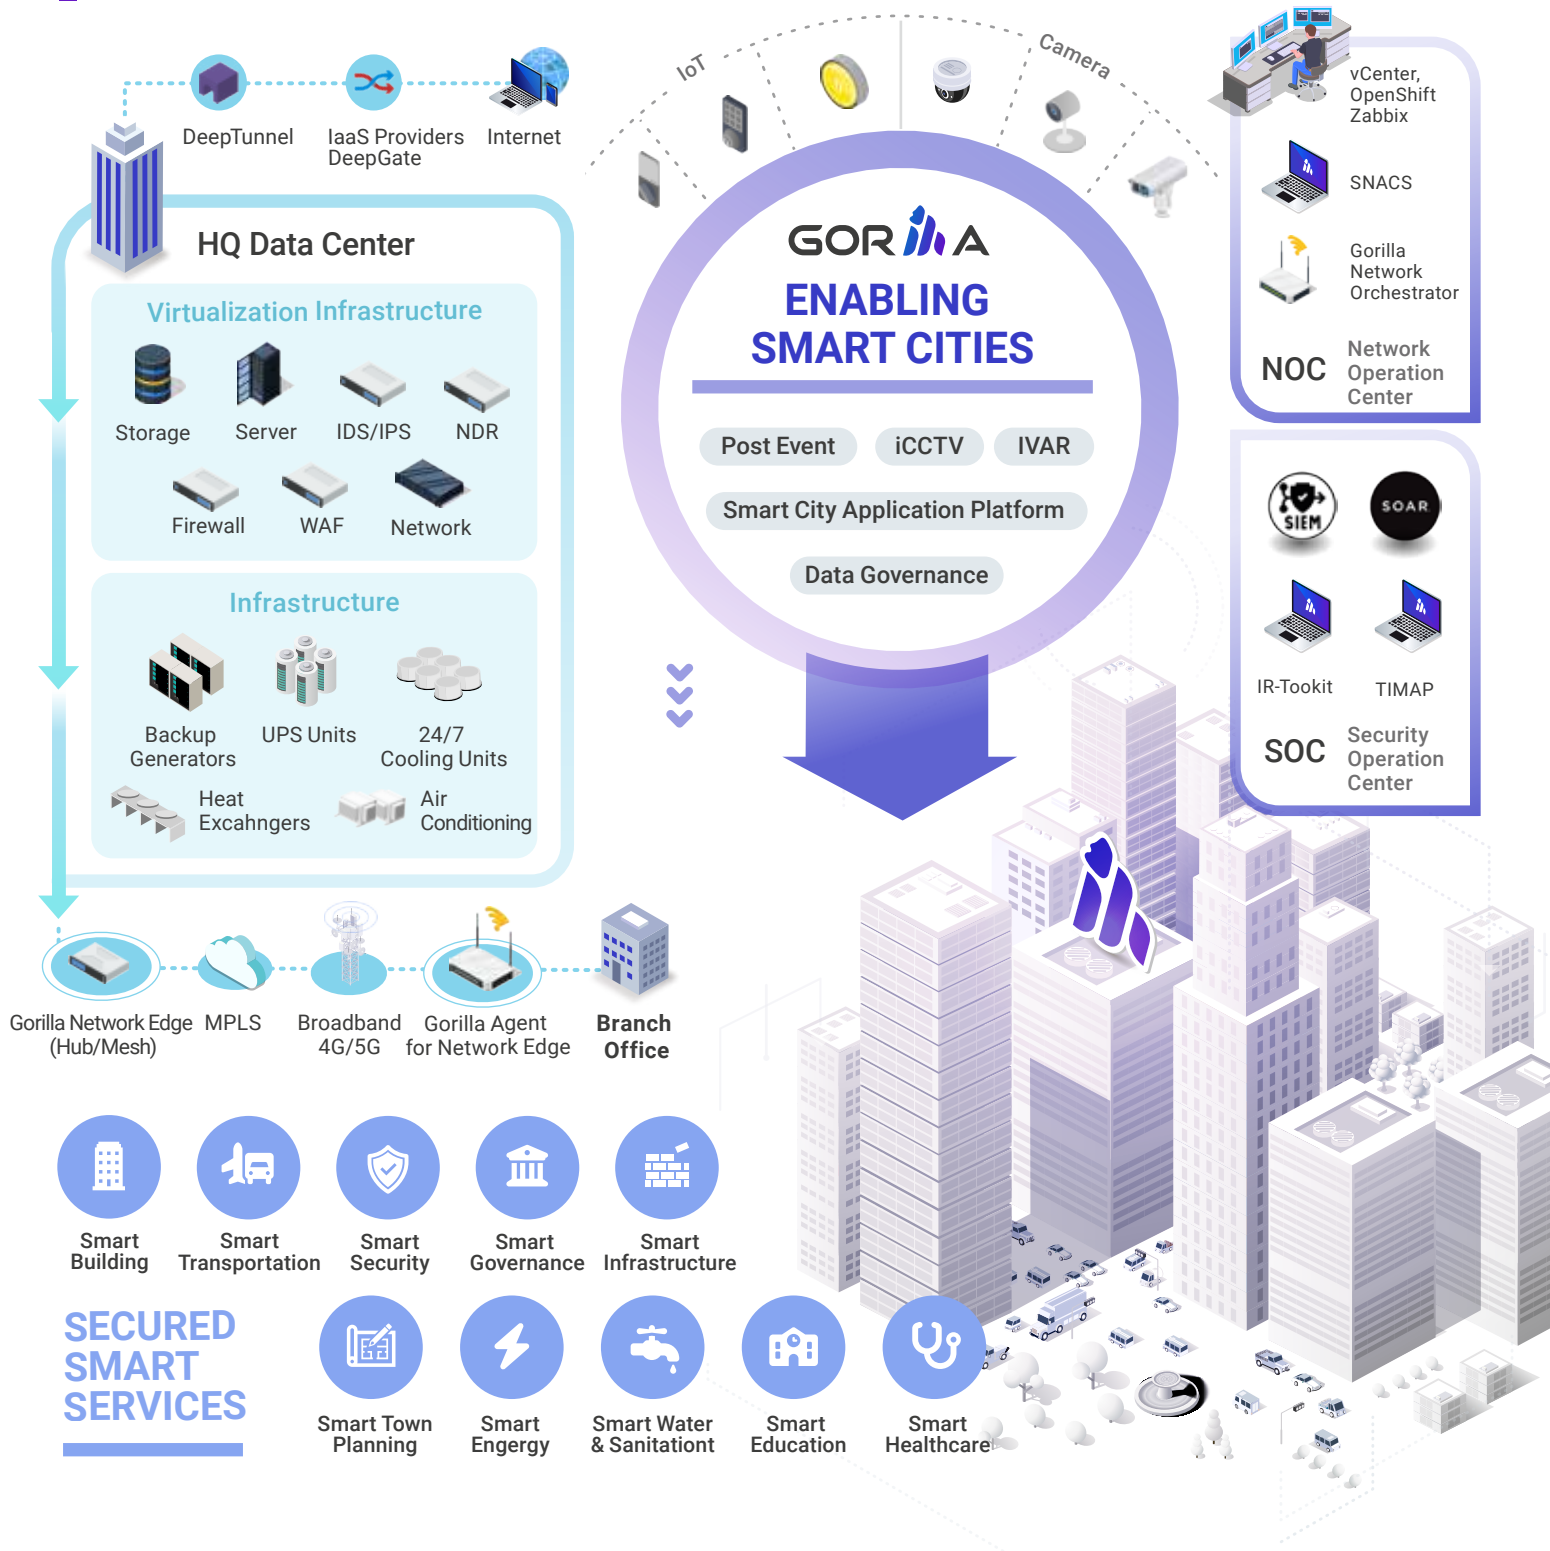 DeepTunnel
IaaS Providers
DeepGate
Internet
HQ Data Center
Virtualization Infrastructure
Storage
Server
IDS/IPS
NDR
Firewall
WAF
Network
Infrastructure
Backup
Generators
UPS Units
24/7
Cooling Units
Heat
Excahngers
Air
Conditioning
Gorilla Network Edge
(Hub/Mesh)
MPLS
Broadband
4G/5G
Gorilla Agent
for Network Edge
Branch
Office
IoT
Camera
GORILLA
ENABLING
SMART CITIES
Post Event
iCCTV
IVAR
Smart City Application Platform
Data Governance
vCenter,
OpenShift
Zabbix
SNACS
Gorilla
Network
Orchestrator
NOC
Network
Operation
Center
SIEM
SOAR
IR-Tookit
TIMAP
SOC
Security
Operation
Center
Smart
Building
Smart
Transportation
Smart
Security
Smart
Governance
Smart
Infrastructure
SECURED
SMART
SERVICES
Smart Town
Planning
Smart
Engergy
Smart Water
& Sanitationt
Smart
Education
Smart
Healthcare